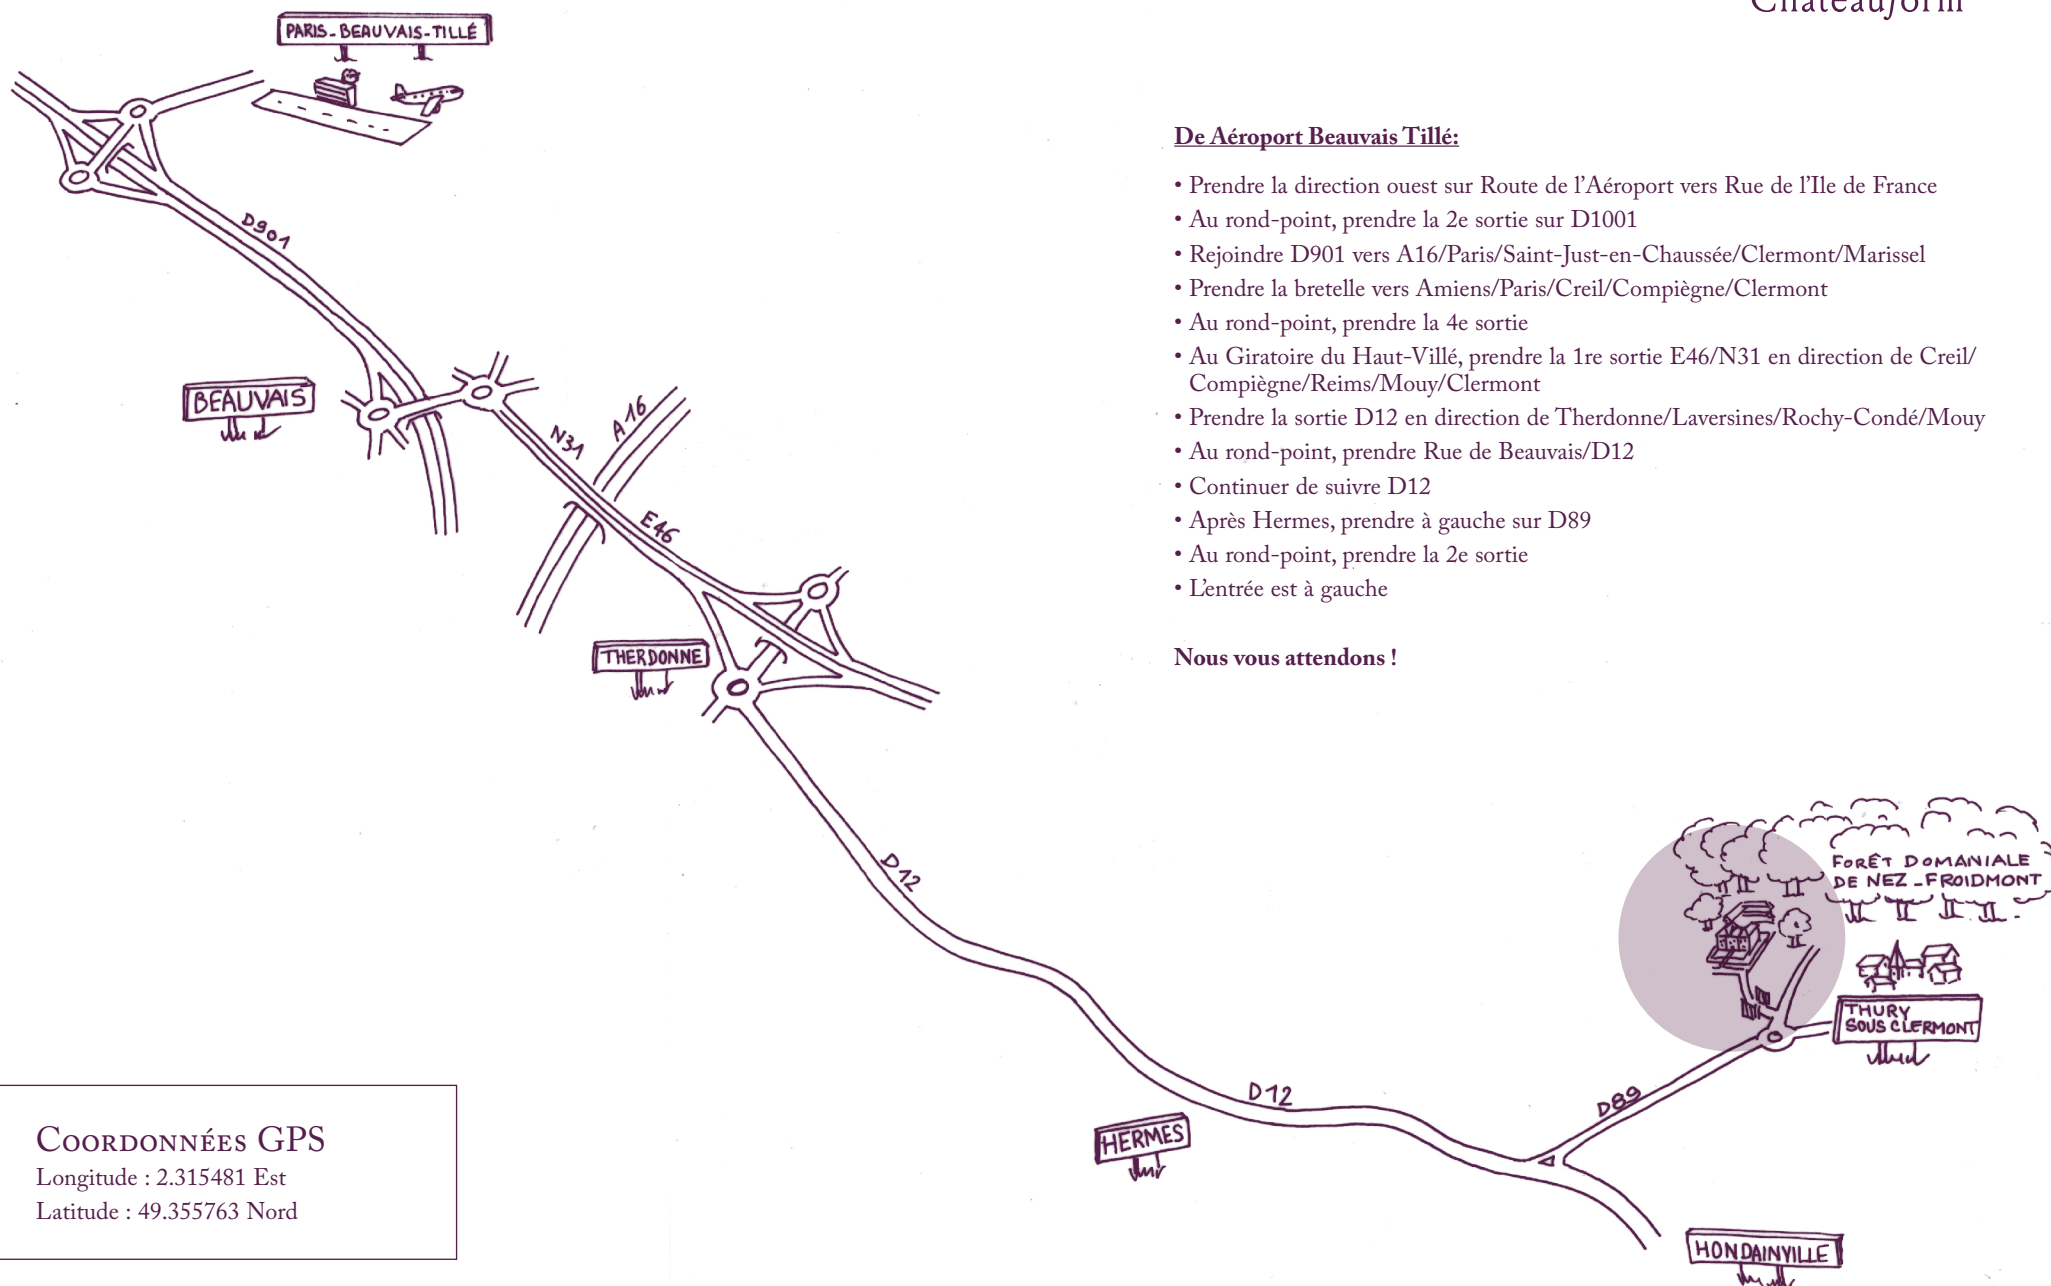 Châteauform
PARIS-BEAUVAIS-TILLÉ
De Aéroport Beauvais Tillé:
• Prendre la direction ouest sur Route de l'Aéroport vers Rue de l'Ile de France
• Au rond-point, prendre la 2e sortie sur D1001
• Rejoindre D901 vers A16/Paris/Saint-Just-en-Chaussée/Clermont/Marissel
• Prendre la bretelle vers Amiens/Paris/Creil/Compiègne/Clermont
• Au rond-point, prendre la 4e sortie
• Au Giratoire du Haut-Villé, prendre la 1re sortie E46/N31 en direction de Creil/
Compiègne/Reims/Mouy/Clermont
• Prendre la sortie D12 en direction de Therdonne/Laversines/Rochy-Condé/Mouy
• Au rond-point, prendre Rue de Beauvais/D12
• Continuer de suivre D12
• Après Hermes, prendre à gauche sur D89
• Au rond-point, prendre la 2e sortie
• L'entrée est à gauche
Nous vous attendons !
D901
BEAUVAIS
N31
A16
E46
THERDONNE
D12
FORÊT DOMANIALE
DE NEZ-FROIDMONT
THURY
SOUS CLERMONT
D12
D89
HERMES
HONDAINVILLE
COORDONNÉES GPS
Longitude : 2.315481 Est
Latitude : 49.355763 Nord